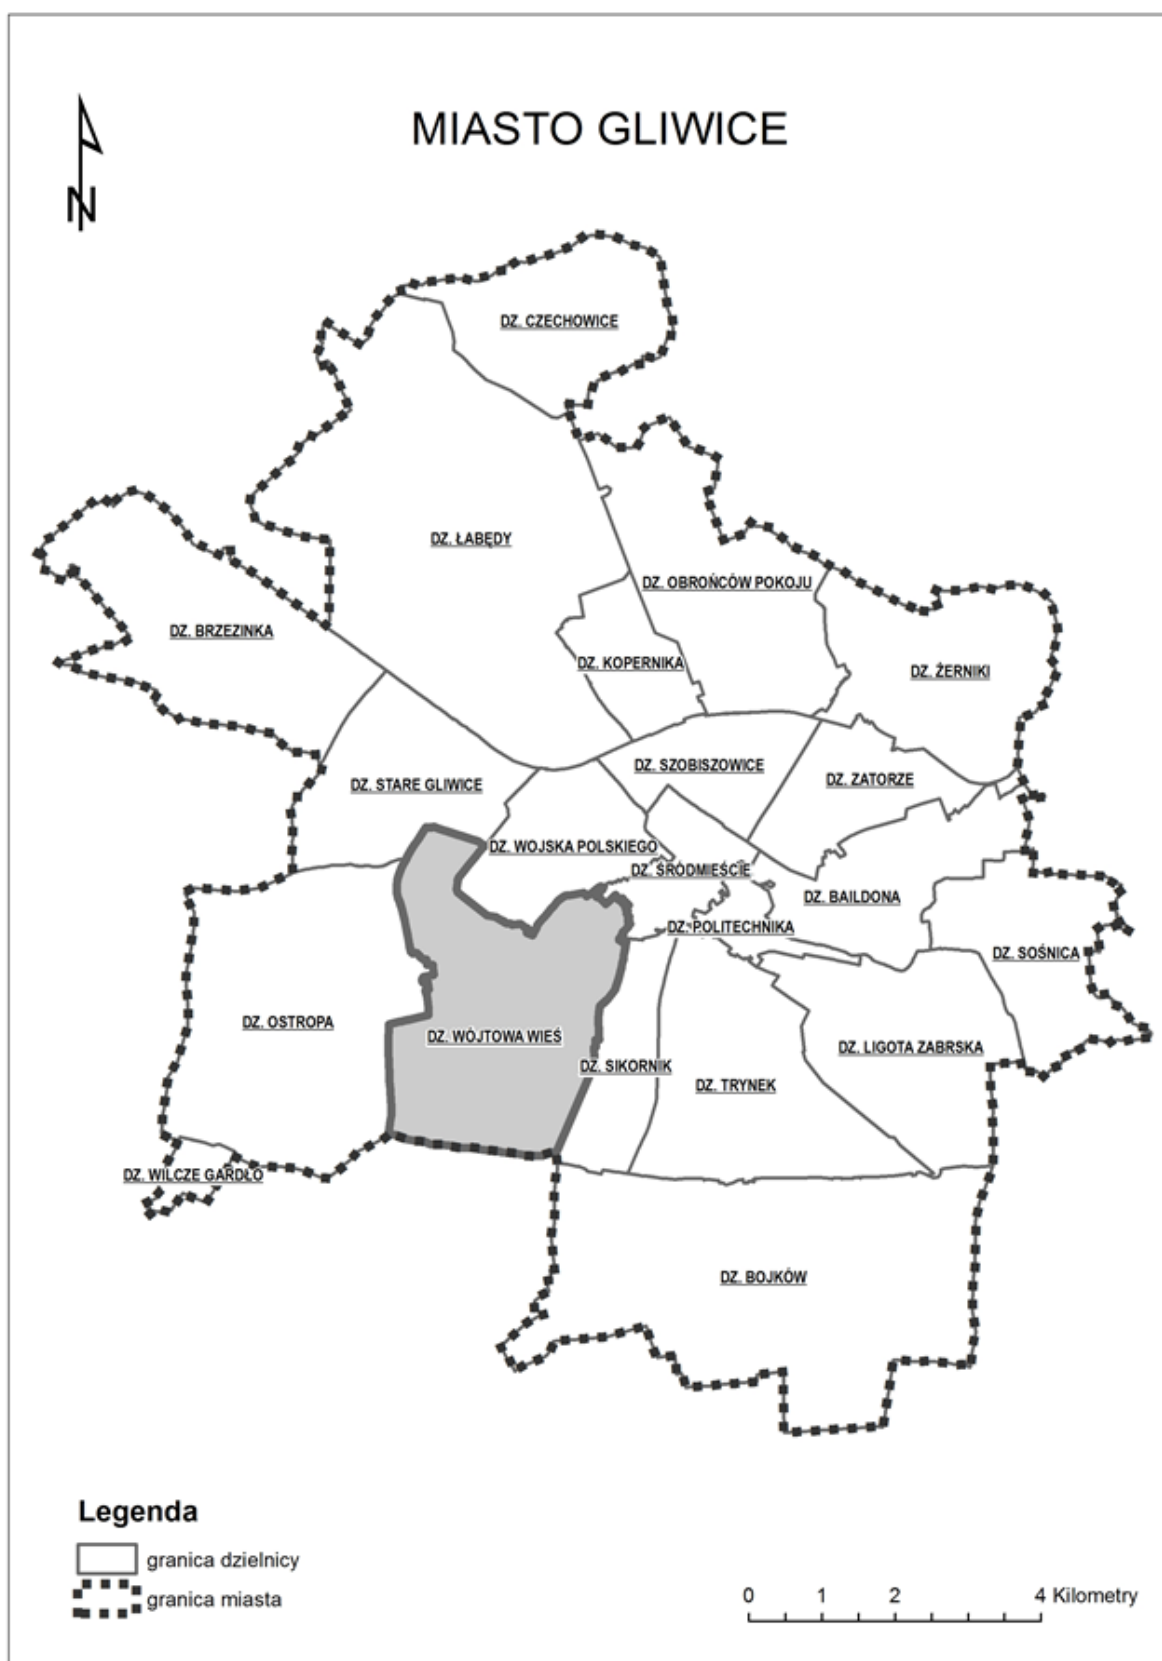 MIASTO GLIWICE
N
DZ. CZECHOWICE
DZ. ŁABĘDY
DZ. OBROŃCÓW POKOJU
DZ. BRZEZINKA
DZ. KOPERNIKA
DZ. ŻERNIKI
DZ. SZOBISZOWICE
DZ. ZATORZE
DZ. STARE GLIWICE
DZ. WOJSKA POLSKIEGO
DZ. ŚRÓDMIEŚCIE
DZ. BAILDONA
DZ. POLITECHNIKA
DZ. SOŚNICA
DZ. OSTROPA
DZ. WÓJTOWA WIEŚ
DZ. LIGOTA ZABRSKA
DZ. SIKORNIK
DZ. TRYNEK
DZ. WILCZE GARDŁO
DZ. BOJKÓW
Legenda
granica dzielnicy
granica miasta
0 1 2 4 Kilometry